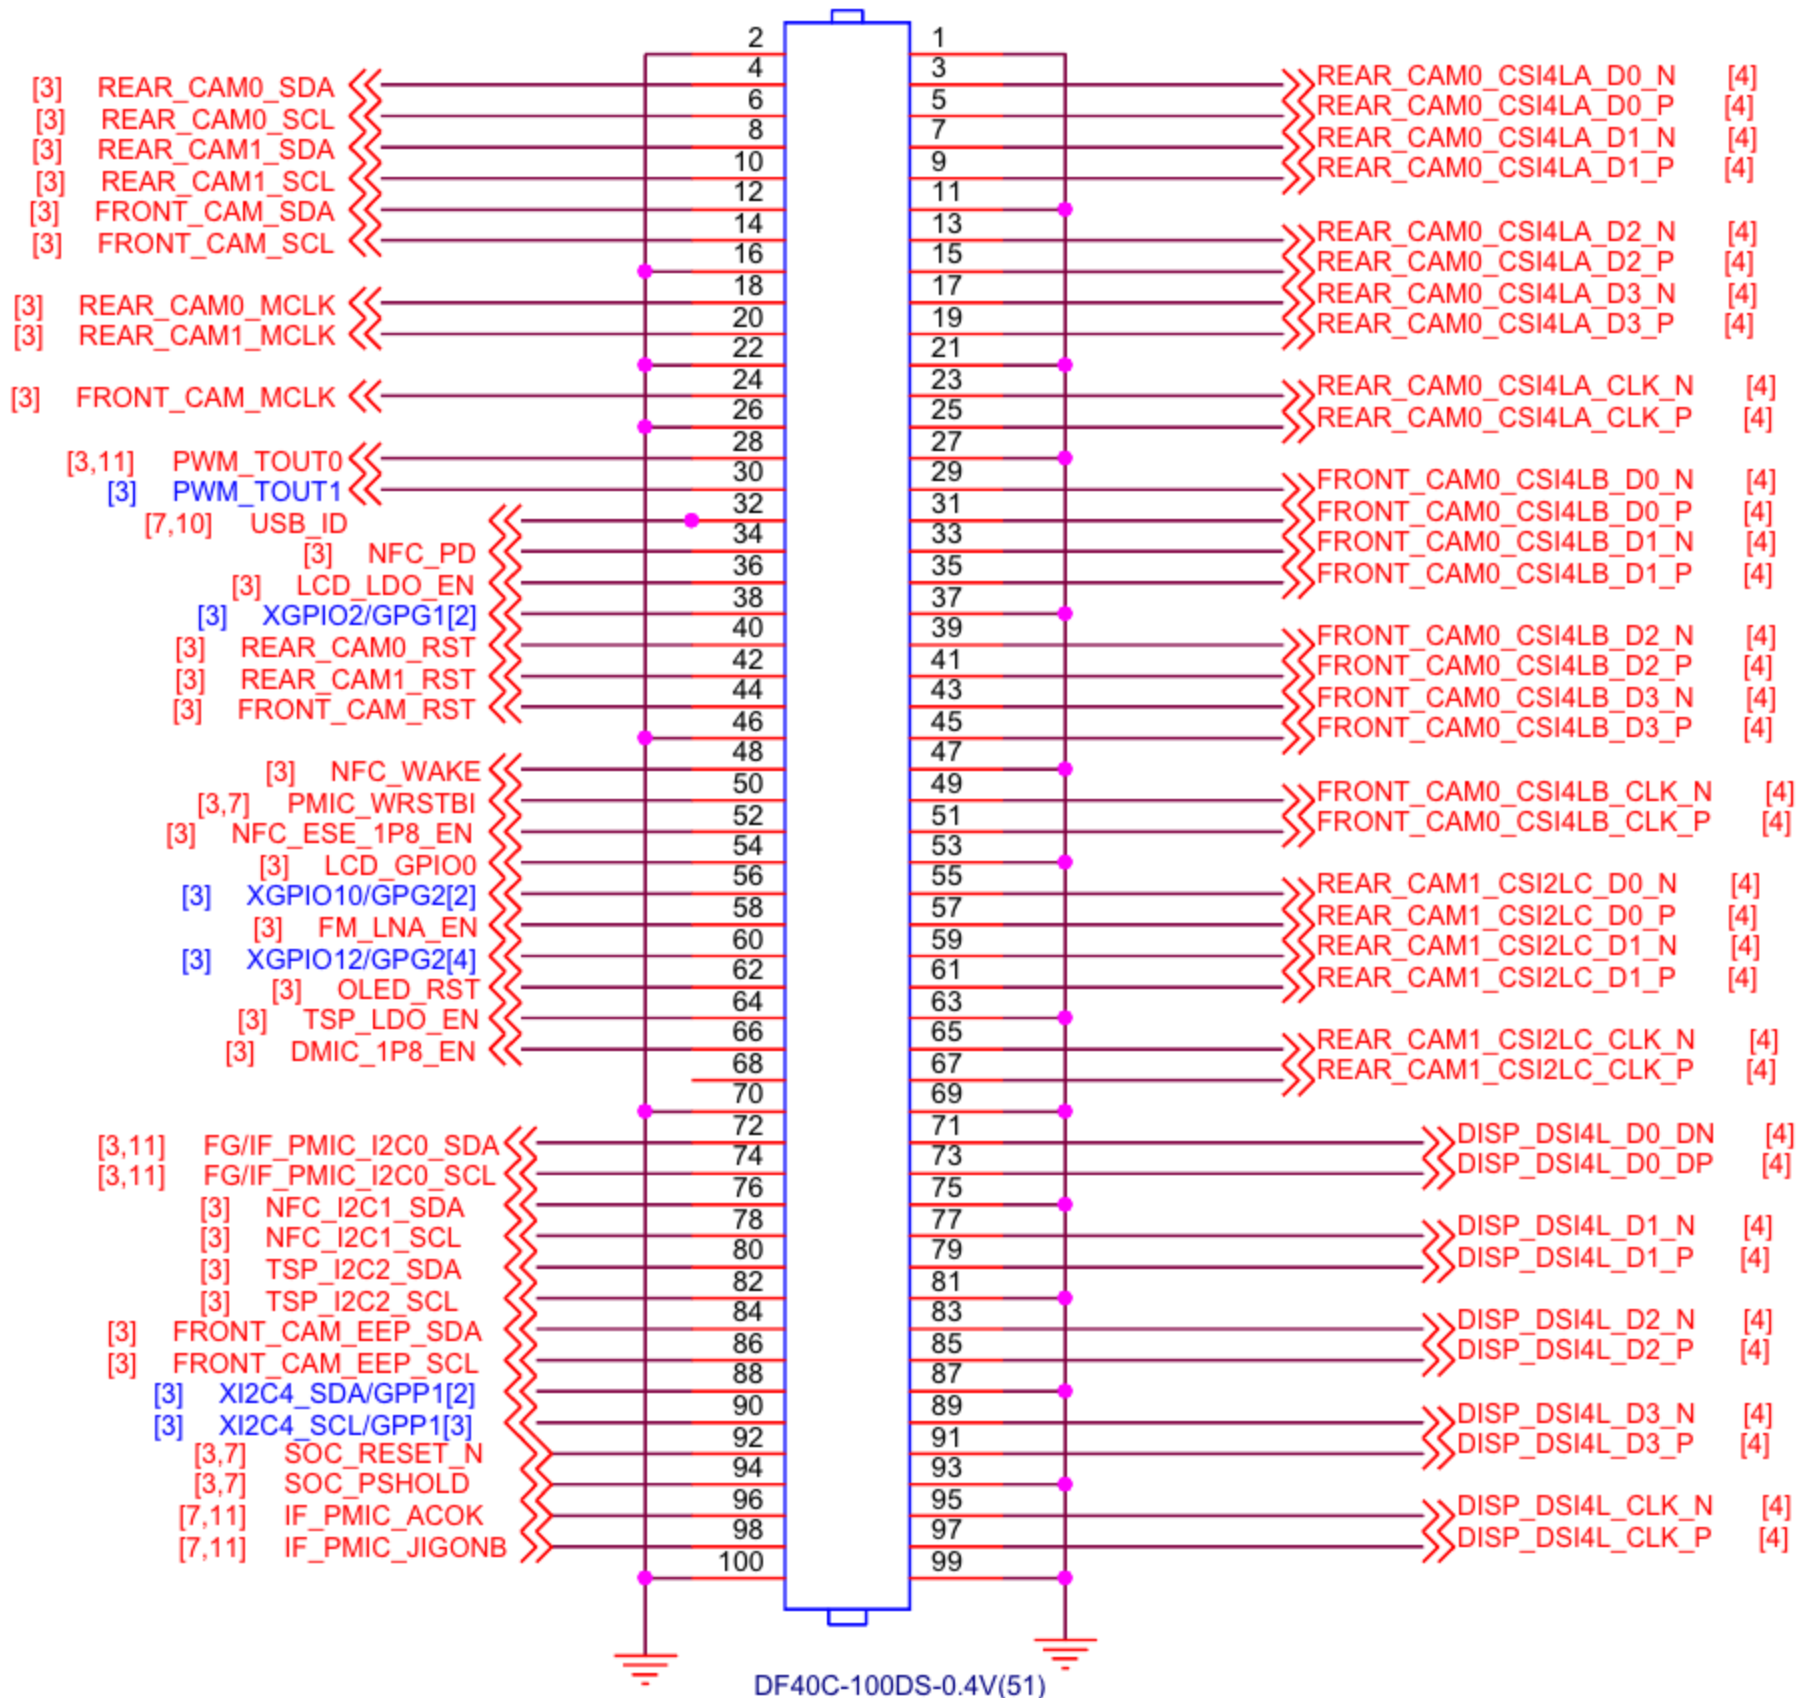 2 1
4 3
[3] REAR_CAM0_SDA REAR_CAM0_CSI4LA_D0_N [4]
6 5
[3] REAR_CAM0_SCL REAR_CAM0_CSI4LA_D0_P [4]
8 7
[3] REAR_CAM1_SDA REAR_CAM0_CSI4LA_D1_N [4]
10 9
[3] REAR_CAM1_SCL REAR_CAM0_CSI4LA_D1_P [4]
12 11
[3] FRONT_CAM_SDA
14 13
[3] FRONT_CAM_SCL REAR_CAM0_CSI4LA_D2_N [4]
16 15
REAR_CAM0_CSI4LA_D2_P [4]
18 17
[3] REAR_CAM0_MCLK REAR_CAM0_CSI4LA_D3_N [4]
20 19
[3] REAR_CAM1_MCLK REAR_CAM0_CSI4LA_D3_P [4]
22 21
24 23
[3] FRONT_CAM_MCLK REAR_CAM0_CSI4LA_CLK_N [4]
26 25
REAR_CAM0_CSI4LA_CLK_P [4]
28 27
[3,11] PWM_TOUT0
30 29
[3] PWM_TOUT1 FRONT_CAM0_CSI4LB_D0_N [4]
32 31
[7,10] USB_ID FRONT_CAM0_CSI4LB_D0_P [4]
34 33
[3] NFC_PD FRONT_CAM0_CSI4LB_D1_N [4]
36 35
[3] LCD_LDO_EN FRONT_CAM0_CSI4LB_D1_P [4]
38 37
[3] XGPIO2/GPG1[2]
40 39
[3] REAR_CAM0_RST FRONT_CAM0_CSI4LB_D2_N [4]
42 41
[3] REAR_CAM1_RST FRONT_CAM0_CSI4LB_D2_P [4]
44 43
[3] FRONT_CAM_RST FRONT_CAM0_CSI4LB_D3_N [4]
46 45
FRONT_CAM0_CSI4LB_D3_P [4]
48 47
[3] NFC_WAKE
50 49
[3,7] PMIC_WRSTBI FRONT_CAM0_CSI4LB_CLK_N [4]
52 51
[3] NFC_ESE_1P8_EN FRONT_CAM0_CSI4LB_CLK_P [4]
54 53
[3] LCD_GPIO0
56 55
[3] XGPIO10/GPG2[2] REAR_CAM1_CSI2LC_D0_N [4]
58 57
[3] FM_LNA_EN REAR_CAM1_CSI2LC_D0_P [4]
60 59
[3] XGPIO12/GPG2[4] REAR_CAM1_CSI2LC_D1_N [4]
62 61
[3] OLED_RST REAR_CAM1_CSI2LC_D1_P [4]
64 63
[3] TSP_LDO_EN
66 65
[3] DMIC_1P8_EN REAR_CAM1_CSI2LC_CLK_N [4]
68 67
REAR_CAM1_CSI2LC_CLK_P [4]
70 69
72 71
[3,11] FG/IF_PMIC_I2C0_SDA DISP_DSI4L_D0_DN [4]
74 73
[3,11] FG/IF_PMIC_I2C0_SCL DISP_DSI4L_D0_DP [4]
76 75
[3] NFC_I2C1_SDA
78 77
[3] NFC_I2C1_SCL DISP_DSI4L_D1_N [4]
80 79
[3] TSP_I2C2_SDA DISP_DSI4L_D1_P [4]
82 81
[3] TSP_I2C2_SCL
84 83
[3] FRONT_CAM_EEP_SDA DISP_DSI4L_D2_N [4]
86 85
[3] FRONT_CAM_EEP_SCL DISP_DSI4L_D2_P [4]
88 87
[3] XI2C4_SDA/GPP1[2]
90 89
[3] XI2C4_SCL/GPP1[3] DISP_DSI4L_D3_N [4]
92 91
[3,7] SOC_RESET_N DISP_DSI4L_D3_P [4]
94 93
[3,7] SOC_PSHOLD
96 95
[7,11] IF_PMIC_ACOK DISP_DSI4L_CLK_N [4]
98 97
[7,11] IF_PMIC_JIGONB DISP_DSI4L_CLK_P [4]
100 99
DF40C-100DS-0.4V(51)